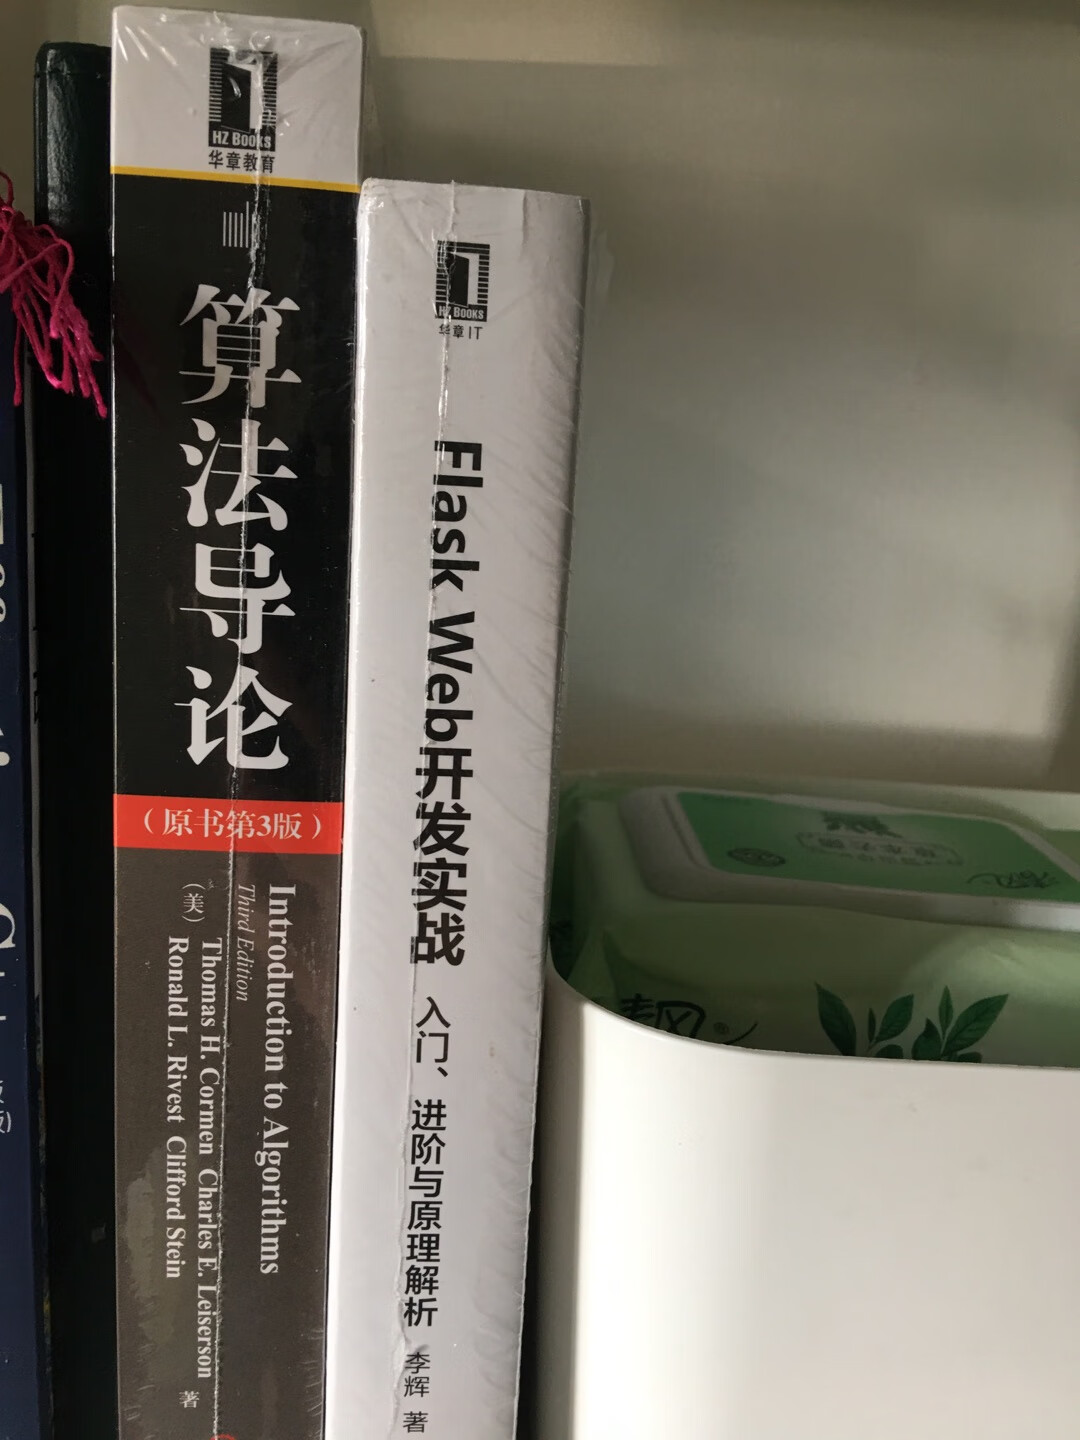 HZ BOOKS
华章教育
算法导论
（原书第3版）
Introduction to Algorithms
Third Edition
（美）
Thomas H. Cormen Charles E. Leiserson
Ronald L. Rivest Clifford Stein
著
HZ BOOKS
华章IT
Flask Web开发实战
入门、进阶与原理解析
李辉 著
清风